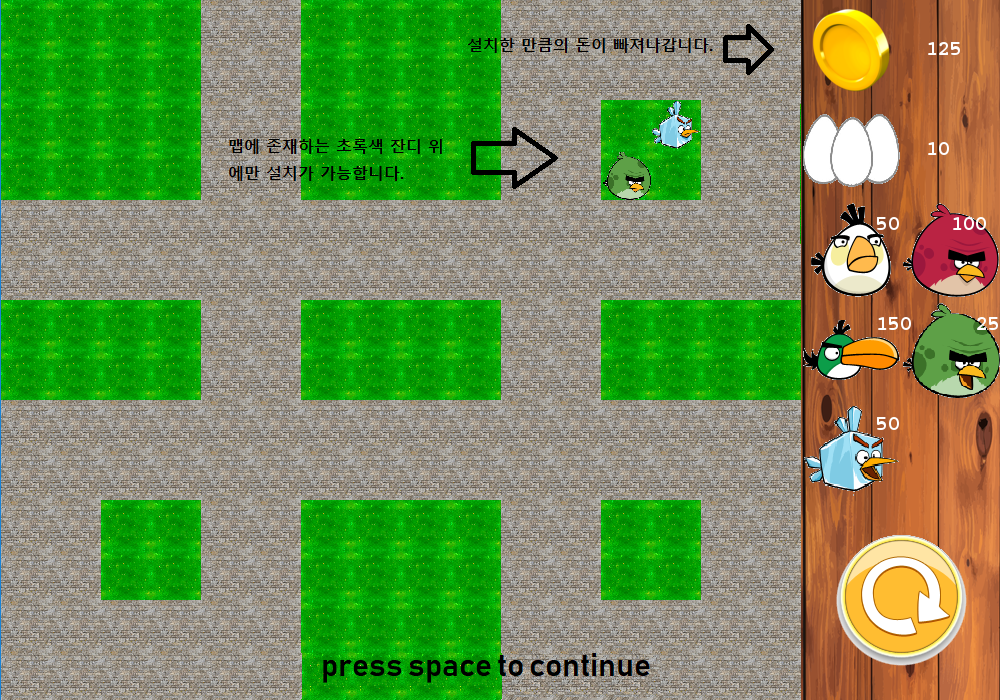 설치한 만큼의 돈이 빠져나갑니다.
125
맵에 존재하는 초록색 잔디 위
에만 설치가 가능합니다.
10
50
100
150
25
50
press space to continue